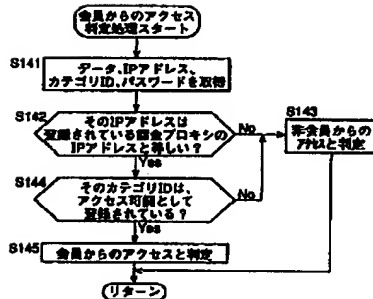 会員からのアクセス
判定処理スタート
S141
データ、IPアドレス、
カテゴリID、パスワードを取得
S142
そのIPアドレスは
登録されている課金プロキシの
IPアドレスと等しい？
No
S143
非会員からの
アクセスと判定
Yes
S144
そのカテゴリIDは、
アクセス可能として
登録されている？
No
Yes
S145
会員からのアクセスと判定
リターン